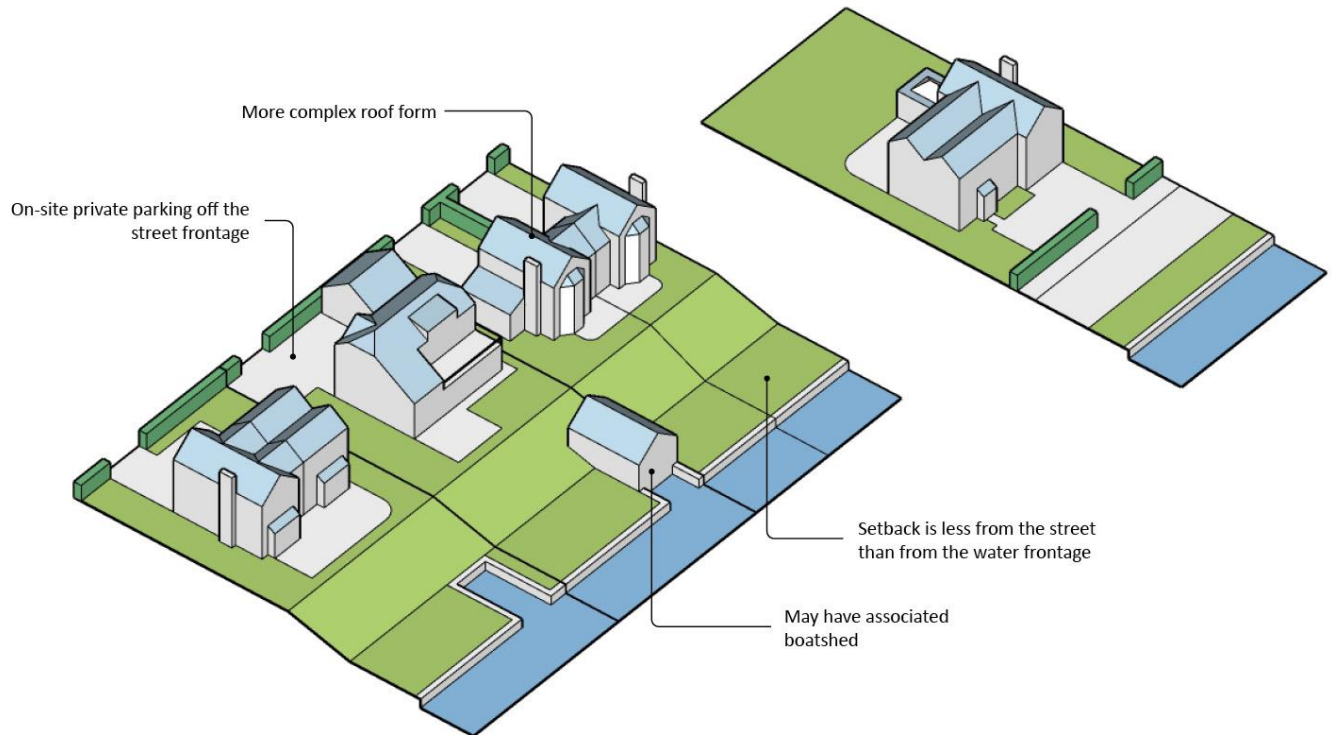 More complex roof form
On-site private parking off the
street frontage
Setback is less from the street
than from the water frontage
May have associated
boatshed